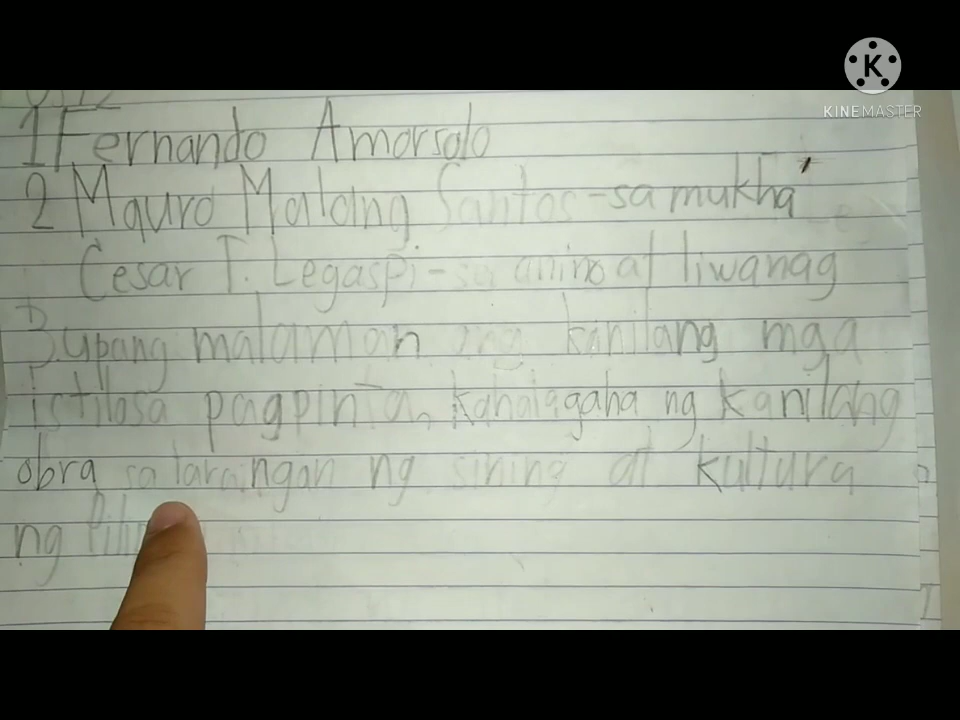 KINEMASTER
1 Fernando Amorsolo
2 Mauro Malang Santos-sa mukha
Cesar T. Legaspi-sa anino at liwanag
3. upang malaman ang kanilang mga
istilo sa pagpinta, kahalagaha ng kanilang
obra sa larangan ng sining at kultura
ng